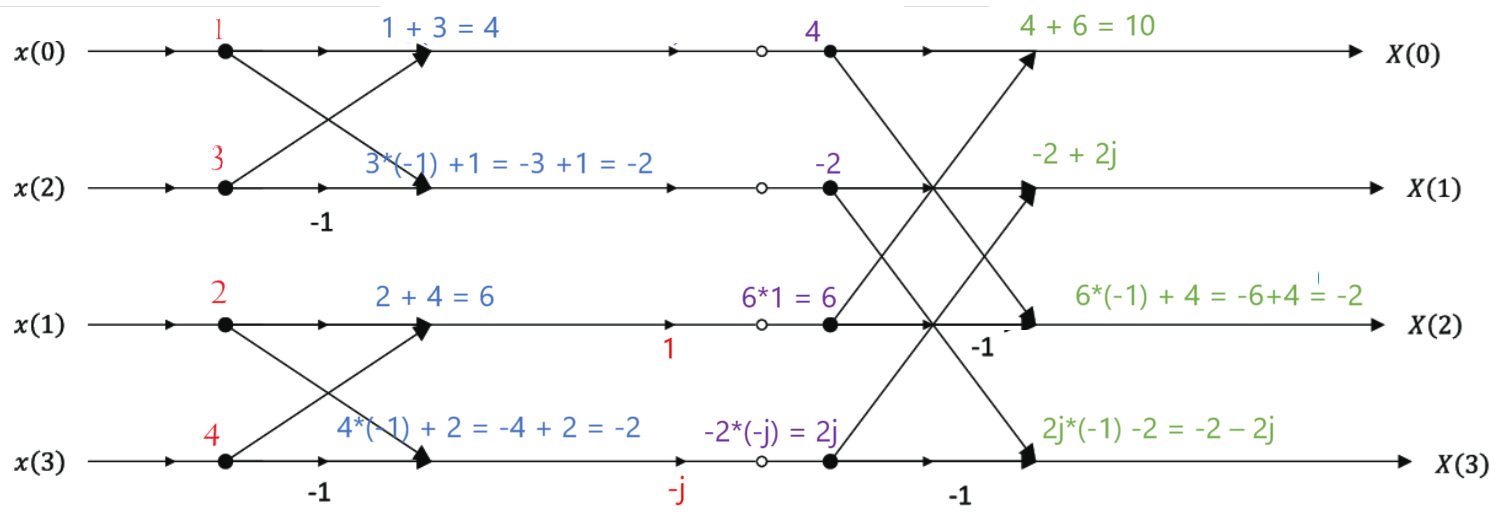 x(0) 1 1 + 3 = 4 4 4 + 6 = 10 X(0)
x(2) 3 3*(-1) +1 = -3 +1 = -2 -2 -2 + 2j X(1)
-1
x(1) 2 2 + 4 = 6 6*1 = 6 6*(-1) + 4 = -6+4 = -2 X(2)
1 -1
x(3) 4 4*(-1) + 2 = -4 + 2 = -2 -2*(-j) = 2j 2j*(-1) -2 = -2 – 2j X(3)
-1 -j -1